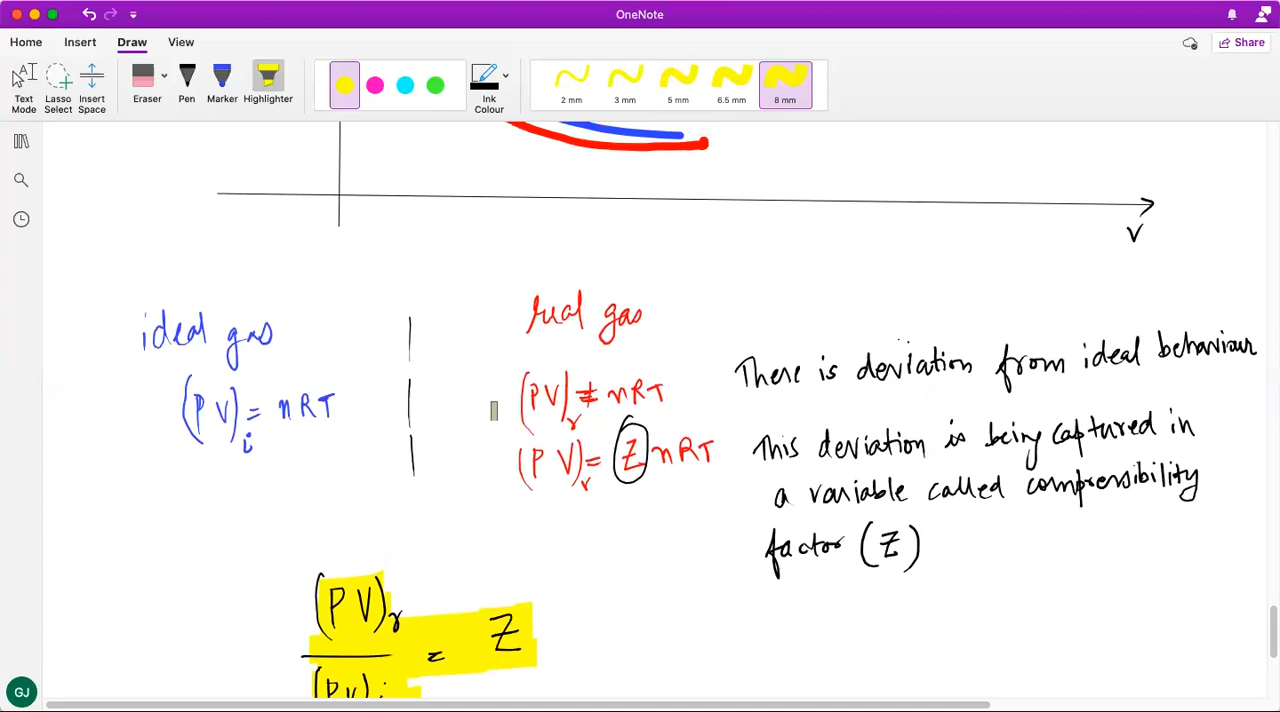 OneNote
Home Insert Draw View
Share
Text Mode
Lasso Select
Insert Space
Eraser
Pen
Marker
Highlighter
Ink Colour
2 mm
3 mm
5 mm
6.5 mm
8 mm
V
ideal gas
(PV)i = nRT
real gas
(PV)r ≠ nRT
(PV)r = Z nRT
There is deviation from ideal behaviour
This deviation is being captured in
a variable called compressibility
factor (Z)
(PV)r
= Z
(PV)i
GJ